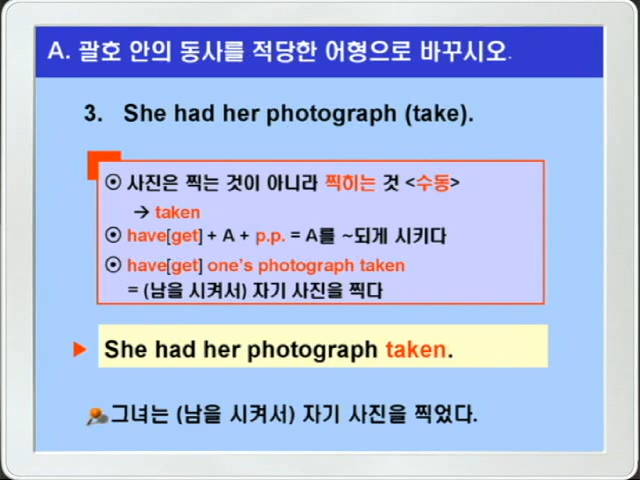 A. 괄호 안의 동사를 적당한 어형으로 바꾸시오.
3. She had her photograph (take).
⊙ 사진은 찍는 것이 아니라 찍히는 것 <수동>
→ taken
⊙ have[get] + A + p.p. = A를 ~되게 시키다
⊙ have[get] one's photograph taken
= (남을 시켜서) 자기 사진을 찍다
She had her photograph taken.
그녀는 (남을 시켜서) 자기 사진을 찍었다.